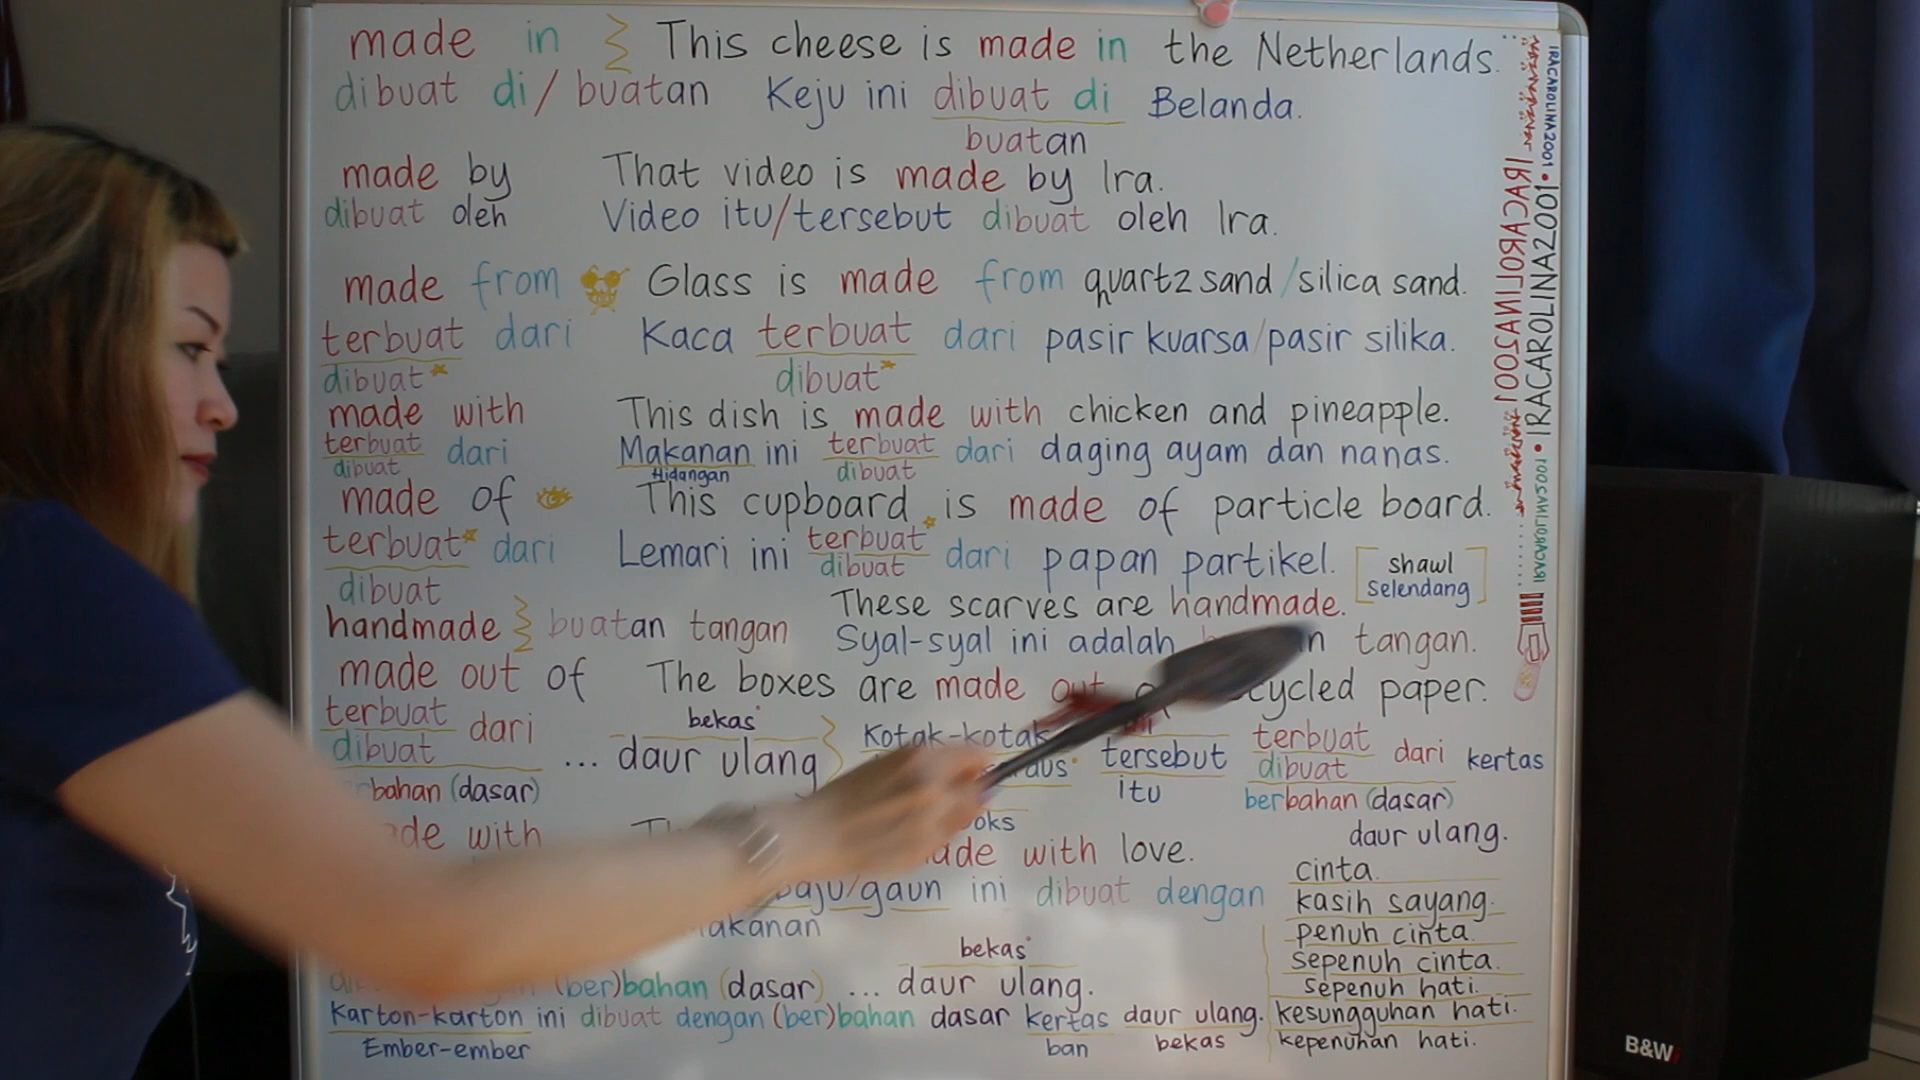 made in This cheese is made in the Netherlands.
dibuat di/buatan Keju ini dibuat di Belanda.
buatan
made by That video is made by Ira.
dibuat oleh Video itu/tersebut dibuat oleh Ira.
made from Glass is made from quartz sand/silica sand.
terbuat dari Kaca terbuat dari pasir kuarsa/pasir silika.
dibuat* dibuat*
made with This dish is made with chicken and pineapple.
terbuat dari Makanan ini terbuat dari daging ayam dan nanas.
dibuat Hidangan dibuat
made of This cupboard is made of particle board.
terbuat* dari Lemari ini terbuat* dari papan partikel.
dibuat dibuat
shawl
selendang
These scarves are handmade.
handmade buatan tangan Syal-syal ini adalah tangan.
made out of The boxes are made out cycled paper.
terbuat dari bekas Kotak-kotak tersebut terbuat dari kertas
dibuat ... daur ulang itu dibuat
bahan (dasar) berbahan (dasar)
daur ulang.
with made with love.
baju/gaun ini dibuat dengan
cinta.
kasih sayang.
penuh cinta.
sepenuh cinta.
sepenuh hati.
kesungguhan hati.
kepenuhan hati.
bekas
(ber)bahan (dasar) ... daur ulang.
Karton-karton ini dibuat dengan (ber)bahan dasar kertas daur ulang.
Ember-ember ban bekas
IRACAROLINA2001
IRACAROLINA2001
IRACAROLINA2001
IRACAROLINA2001
B&W